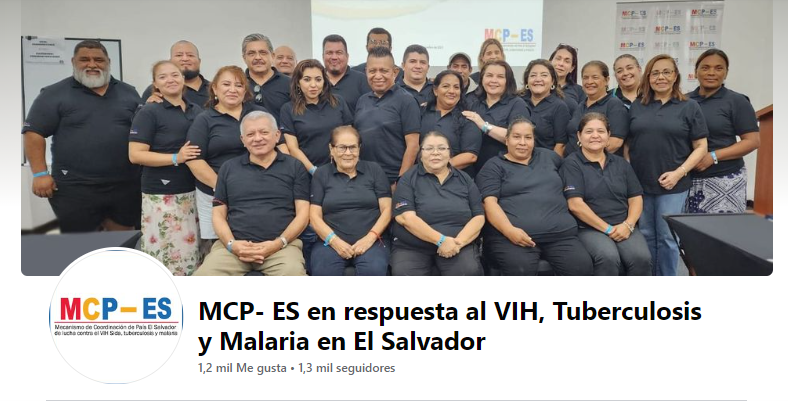 MCP-ES
MCP-ES
MCP-ES
Mecanismo de Coordinación de País El Salvador
de lucha contra el VIH Sida, tuberculosis y malaria
MCP- ES en respuesta al VIH, Tuberculosis
y Malaria en El Salvador
1,2 mil Me gusta • 1,3 mil seguidores